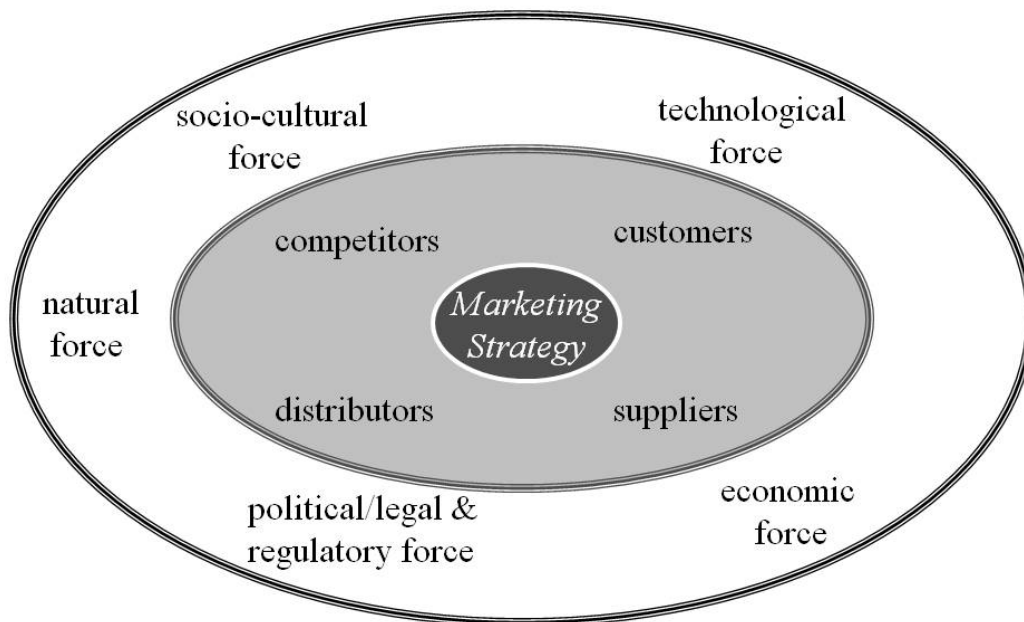 socio-cultural
force
technological
force
competitors
customers
natural
force
Marketing
Strategy
distributors
suppliers
political/legal &
regulatory force
economic
force